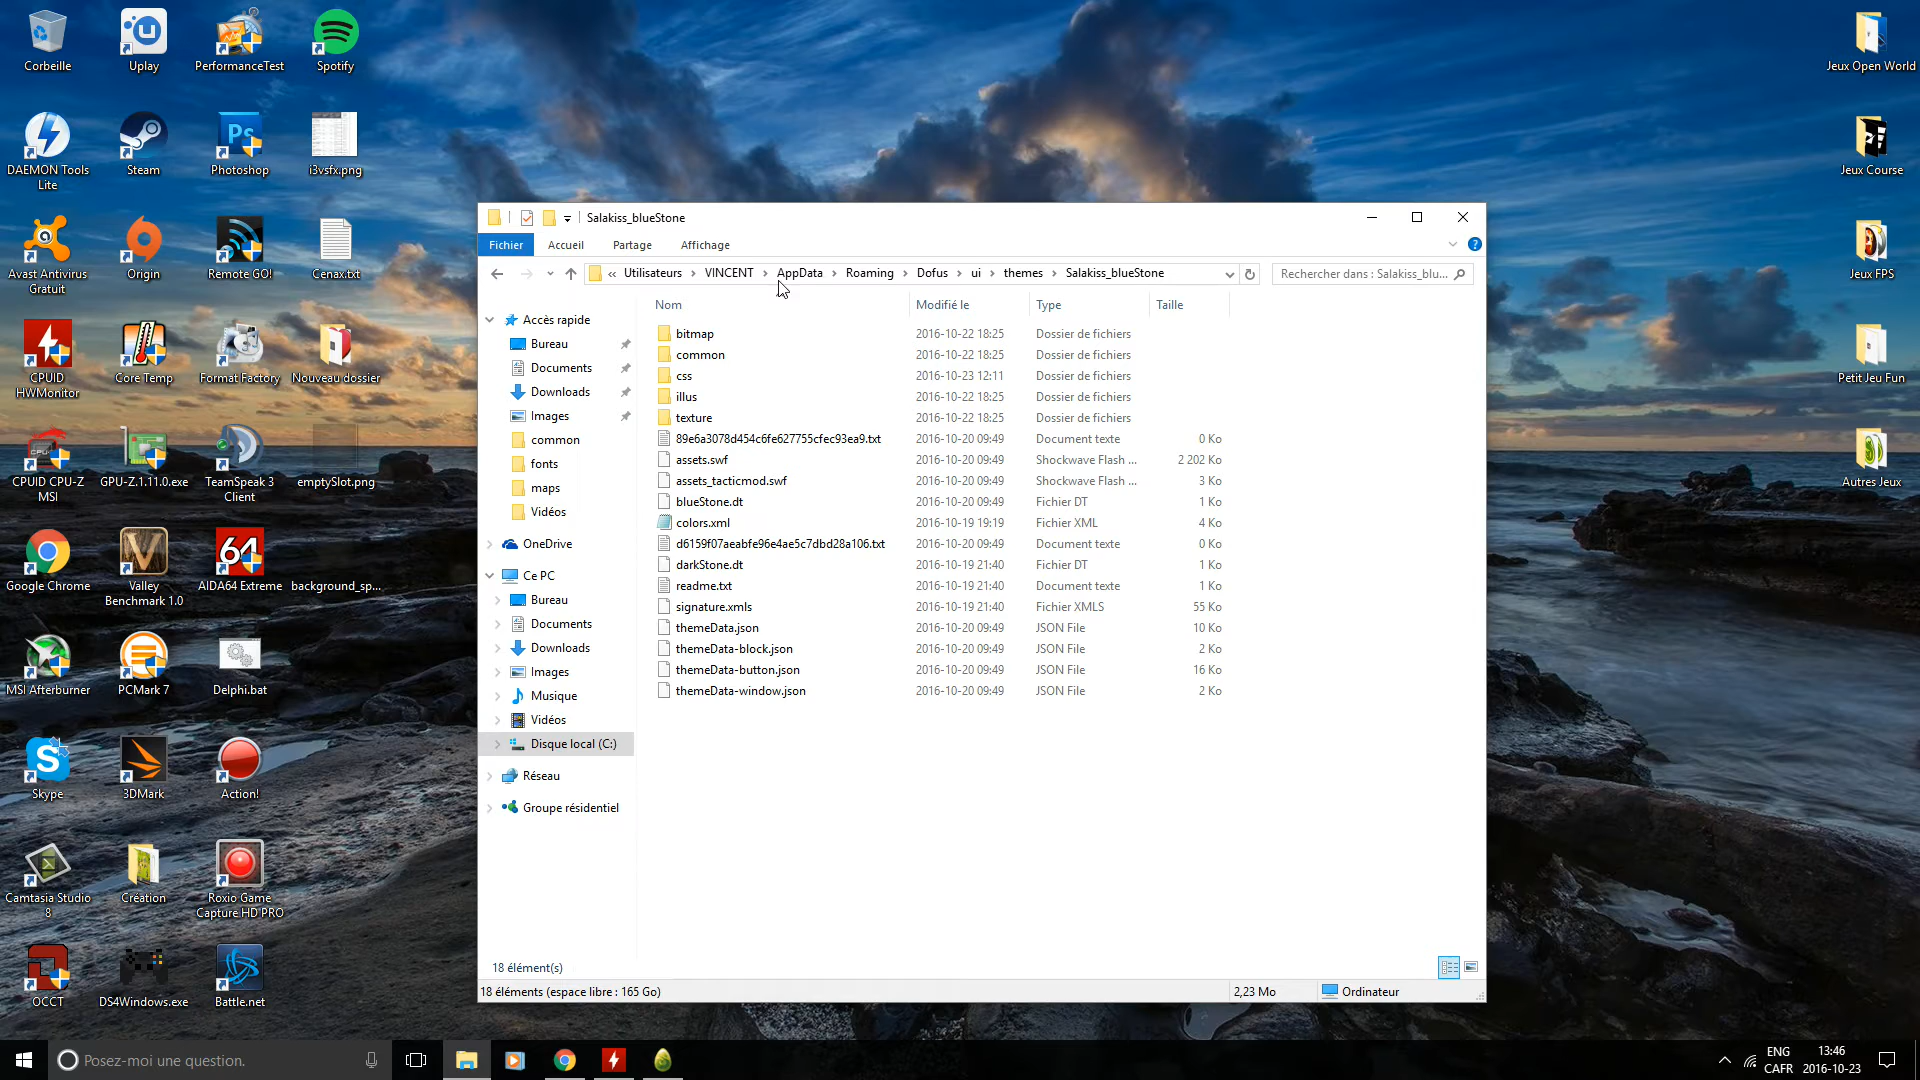 Corbeille
Uplay
PerformanceTest
Spotify
Jeux Open World
DAEMON Tools
Lite
Steam
Photoshop
i3vsfx.png
Jeux Course
Avast Antivirus
Gratuit
Origin
Remote GO!
Cenax.txt
Jeux FPS
CPUID
HWMonitor
Core Temp
Format Factory
Nouveau dossier
Petit Jeu Fun
CPUID CPU-Z
MSI
GPU-Z.1.11.0.exe
TeamSpeak 3
Client
emptySlot.png
Autres Jeux
Google Chrome
Valley
Benchmark 1.0
AIDA64 Extreme
background_sp...
MSI Afterburner
PCMark 7
Delphi.bat
Skype
3DMark
Action!
Camtasia Studio
8
Création
Roxio Game
Capture HD PRO
OCCT
DS4Windows.exe
Battle.net
Salakiss_blueStone
Fichier Accueil Partage Affichage
« Utilisateurs > VINCENT > AppData > Roaming > Dofus > ui > themes > Salakiss_blueStone
Rechercher dans : Salakiss_blu...
Accès rapide
Bureau
Documents
Downloads
Images
common
fonts
maps
Vidéos
OneDrive
Ce PC
Bureau
Documents
Downloads
Images
Musique
Vidéos
Disque local (C:)
Réseau
Groupe résidentiel
Nom Modifié le Type Taille
bitmap 2016-10-22 18:25 Dossier de fichiers
common 2016-10-22 18:25 Dossier de fichiers
css 2016-10-23 12:11 Dossier de fichiers
illus 2016-10-22 18:25 Dossier de fichiers
texture 2016-10-22 18:25 Dossier de fichiers
89e6a3078d454c6fe627755cfec93ea9.txt 2016-10-20 09:49 Document texte 0 Ko
assets.swf 2016-10-20 09:49 Shockwave Flash ... 2 202 Ko
assets_tacticmod.swf 2016-10-20 09:49 Shockwave Flash ... 3 Ko
blueStone.dt 2016-10-20 09:49 Fichier DT 1 Ko
colors.xml 2016-10-19 19:19 Fichier XML 4 Ko
d6159f07aeabfe96e4ae5c7dbd28a106.txt 2016-10-20 09:49 Document texte 0 Ko
darkStone.dt 2016-10-19 21:40 Fichier DT 1 Ko
readme.txt 2016-10-19 21:40 Document texte 1 Ko
signature.xmls 2016-10-19 21:40 Fichier XMLS 55 Ko
themeData.json 2016-10-20 09:49 JSON File 10 Ko
themeData-block.json 2016-10-20 09:49 JSON File 2 Ko
themeData-button.json 2016-10-20 09:49 JSON File 16 Ko
themeData-window.json 2016-10-20 09:49 JSON File 2 Ko
18 élément(s)
18 éléments (espace libre : 165 Go)
2,23 Mo
Ordinateur
Posez-moi une question.
ENG
CAFR
13:46
2016-10-23